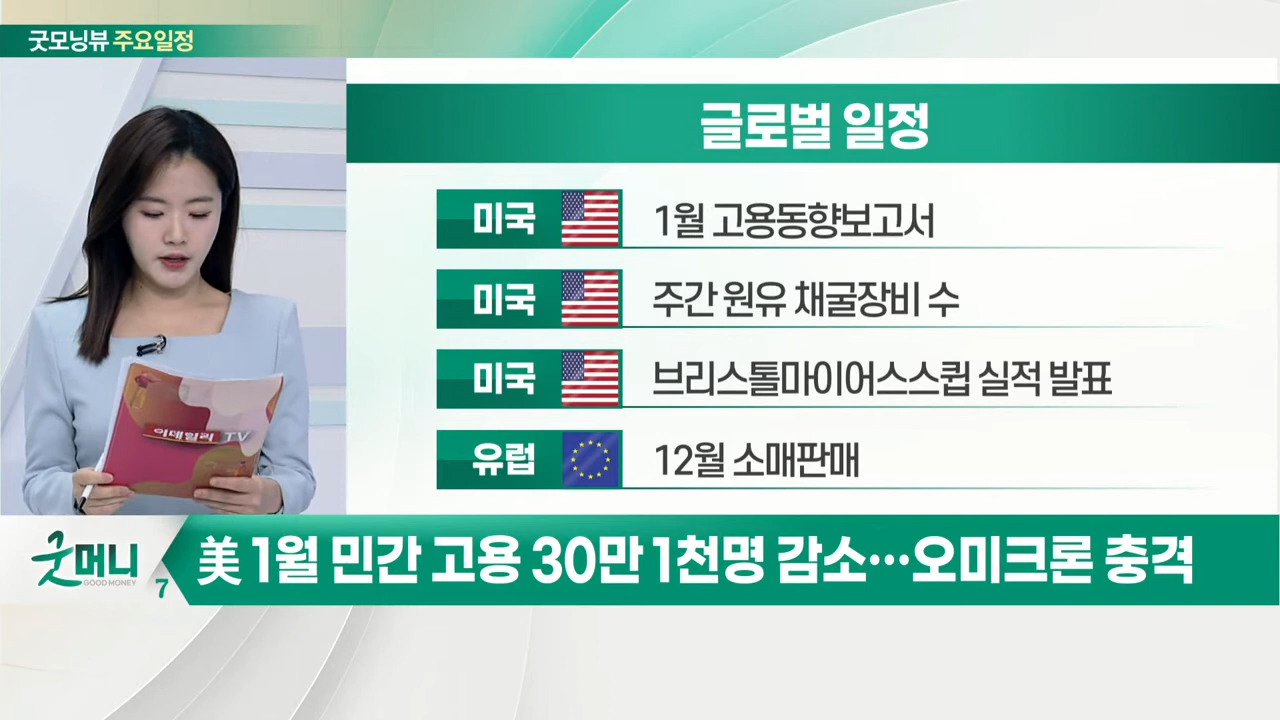 굿모닝뷰 주요일정
글로벌 일정
미국 1월 고용동향보고서
미국 주간 원유 채굴장비 수
미국 브리스톨마이어스스큅 실적 발표
유럽 12월 소매판매
이데일리 TV
굿머니
GOOD MONEY
7
美 1월 민간 고용 30만 1천명 감소…오미크론 충격